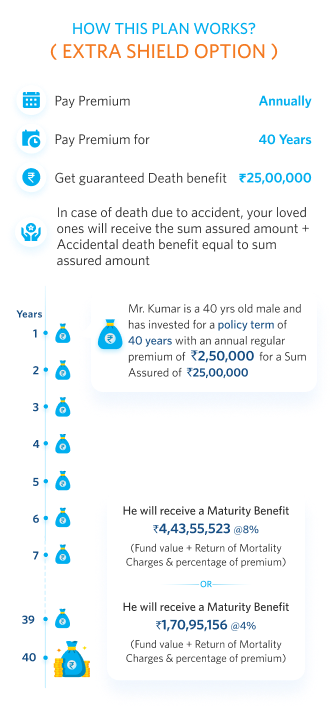 HOW THIS PLAN WORKS?
( EXTRA SHIELD OPTION )
Pay Premium Annually
Pay Premium for 40 Years
Get guaranteed Death benefit ₹25,00,000
In case of death due to accident, your loved
ones will receive the sum assured amount +
Accidental death benefit equal to sum
assured amount
Years
Mr. Kumar is a 40 yrs old male and
has invested for a policy term of
40 years with an annual regular
premium of ₹2,50,000 for a Sum
Assured of ₹25,00,000
1
2
3
4
5
6
7
39
40
He will receive a Maturity Benefit
₹4,43,55,523 @8%
(Fund value + Return of Mortality
Charges & percentage of premium)
OR
He will receive a Maturity Benefit
₹1,70,95,156 @4%
(Fund value + Return of Mortality
Charges & percentage of premium)